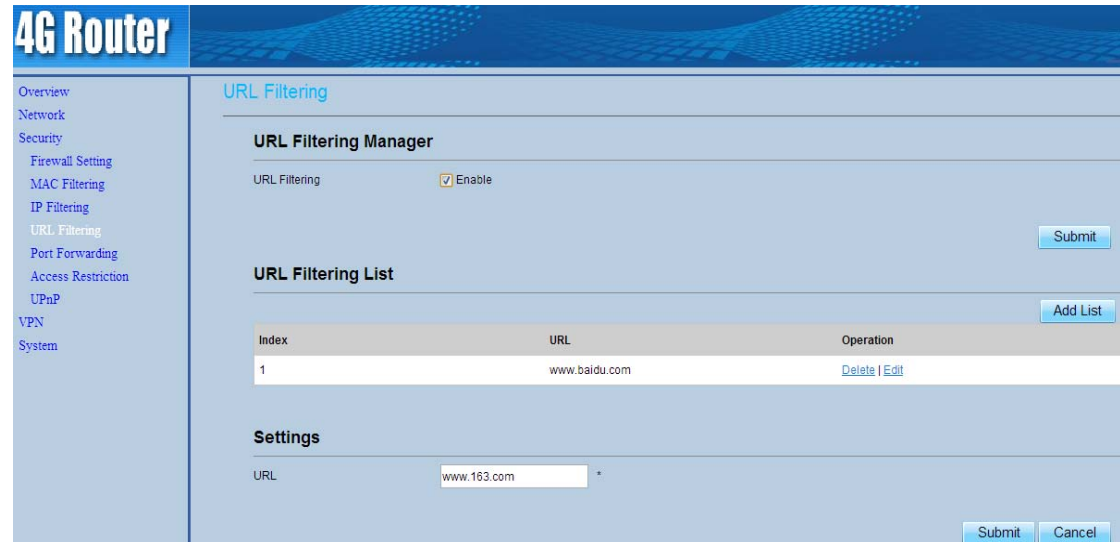 4G Router
Overview
Network
Security
Firewall Setting
MAC Filtering
IP Filtering
URL Filtering
Port Forwarding
Access Restriction
UPnP
VPN
System
URL Filtering
URL Filtering Manager
URL Filtering Enable
Submit
URL Filtering List
Add List
Index URL Operation
1 www.baidu.com Delete | Edit
Settings
URL www.163.com *
Submit Cancel